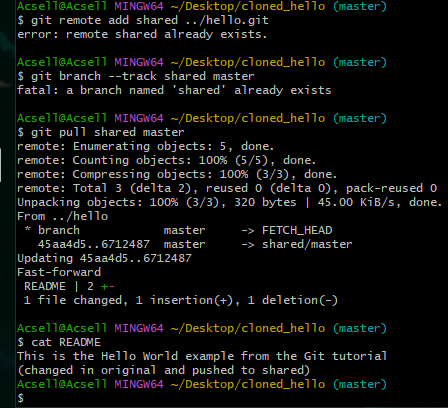 Acsell@Acsell MINGW64 ~/Desktop/cloned_hello (master)
$ git remote add shared ../hello.git
error: remote shared already exists.
Acsell@Acsell MINGW64 ~/Desktop/cloned_hello (master)
$ git branch --track shared master
fatal: a branch named 'shared' already exists
Acsell@Acsell MINGW64 ~/Desktop/cloned_hello (master)
$ git pull shared master
remote: Enumerating objects: 5, done.
remote: Counting objects: 100% (5/5), done.
remote: Compressing objects: 100% (3/3), done.
remote: Total 3 (delta 2), reused 0 (delta 0), pack-reused 0
Unpacking objects: 100% (3/3), 320 bytes | 45.00 KiB/s, done.
From ../hello
 * branch            master     -> FETCH_HEAD
   45aa4d5..6712487  master     -> shared/master
Updating 45aa4d5..6712487
Fast-forward
 README | 2 +-
 1 file changed, 1 insertion(+), 1 deletion(-)
Acsell@Acsell MINGW64 ~/Desktop/cloned_hello (master)
$ cat README
This is the Hello World example from the Git tutorial
(changed in original and pushed to shared)
Acsell@Acsell MINGW64 ~/Desktop/cloned_hello (master)
$